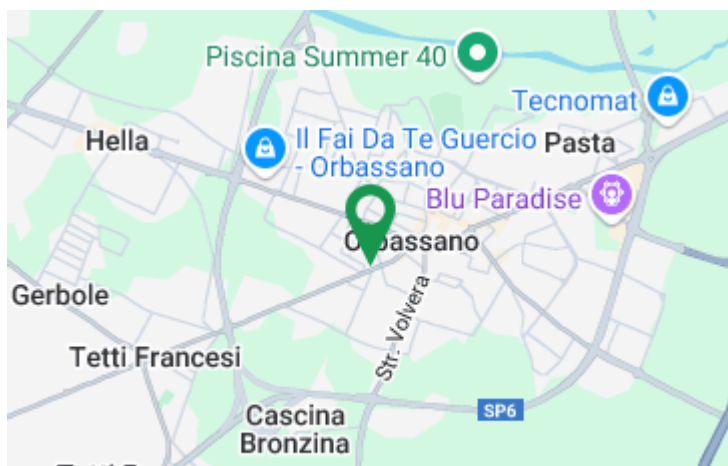 Piscina Summer 40
Tecnomat
Hella
Il Fai Da Te Guercio
- Orbassano
Pasta
Blu Paradise
Orbassano
Gerbole
Str. Volvera
Tetti Francesi
SP6
Cascina
Bronzina